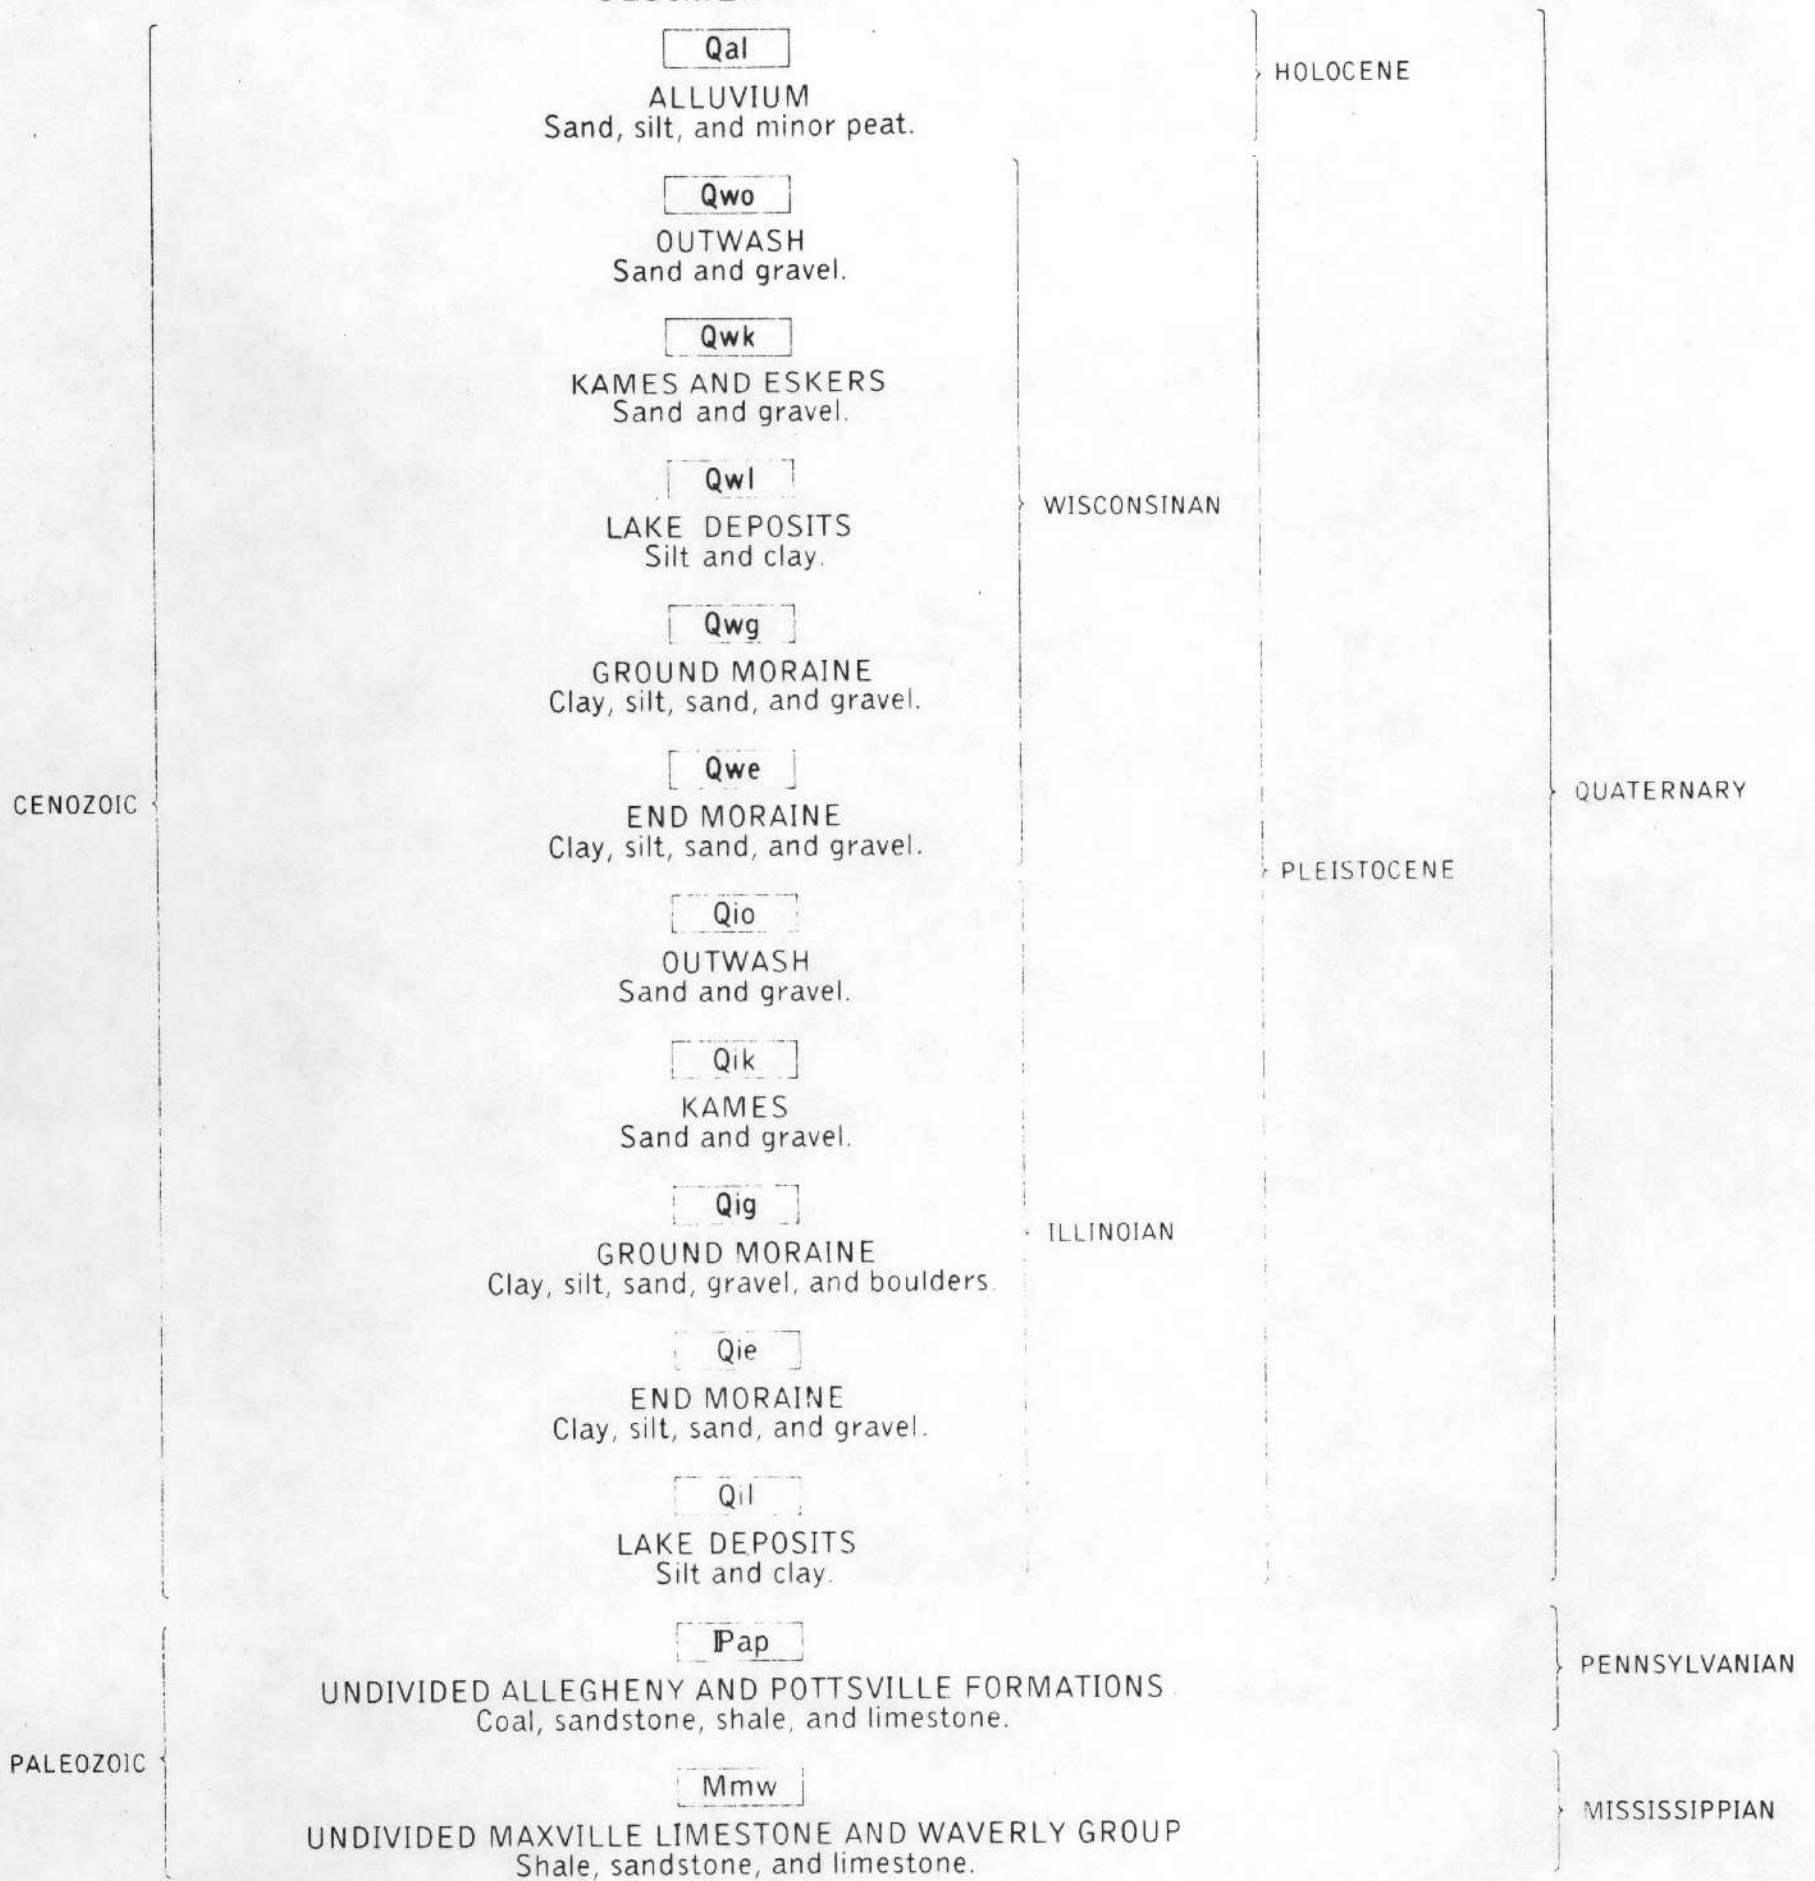 Qal
ALLUVIUM
Sand, silt, and minor peat.
HOLOCENE
Qwo
OUTWASH
Sand and gravel.
Qwk
KAMES AND ESKERS
Sand and gravel.
Qwl
LAKE DEPOSITS
Silt and clay.
WISCONSINAN
Qwg
GROUND MORAINE
Clay, silt, sand, and gravel.
Qwe
END MORAINE
Clay, silt, sand, and gravel.
CENOZOIC
QUATERNARY
PLEISTOCENE
Qio
OUTWASH
Sand and gravel.
Qik
KAMES
Sand and gravel.
Qig
GROUND MORAINE
Clay, silt, sand, gravel, and boulders.
ILLINOIAN
Qie
END MORAINE
Clay, silt, sand, and gravel.
Qil
LAKE DEPOSITS
Silt and clay.
ℙap
UNDIVIDED ALLEGHENY AND POTTSVILLE FORMATIONS
Coal, sandstone, shale, and limestone.
PENNSYLVANIAN
PALEOZOIC
Mmw
UNDIVIDED MAXVILLE LIMESTONE AND WAVERLY GROUP
Shale, sandstone, and limestone.
MISSISSIPPIAN